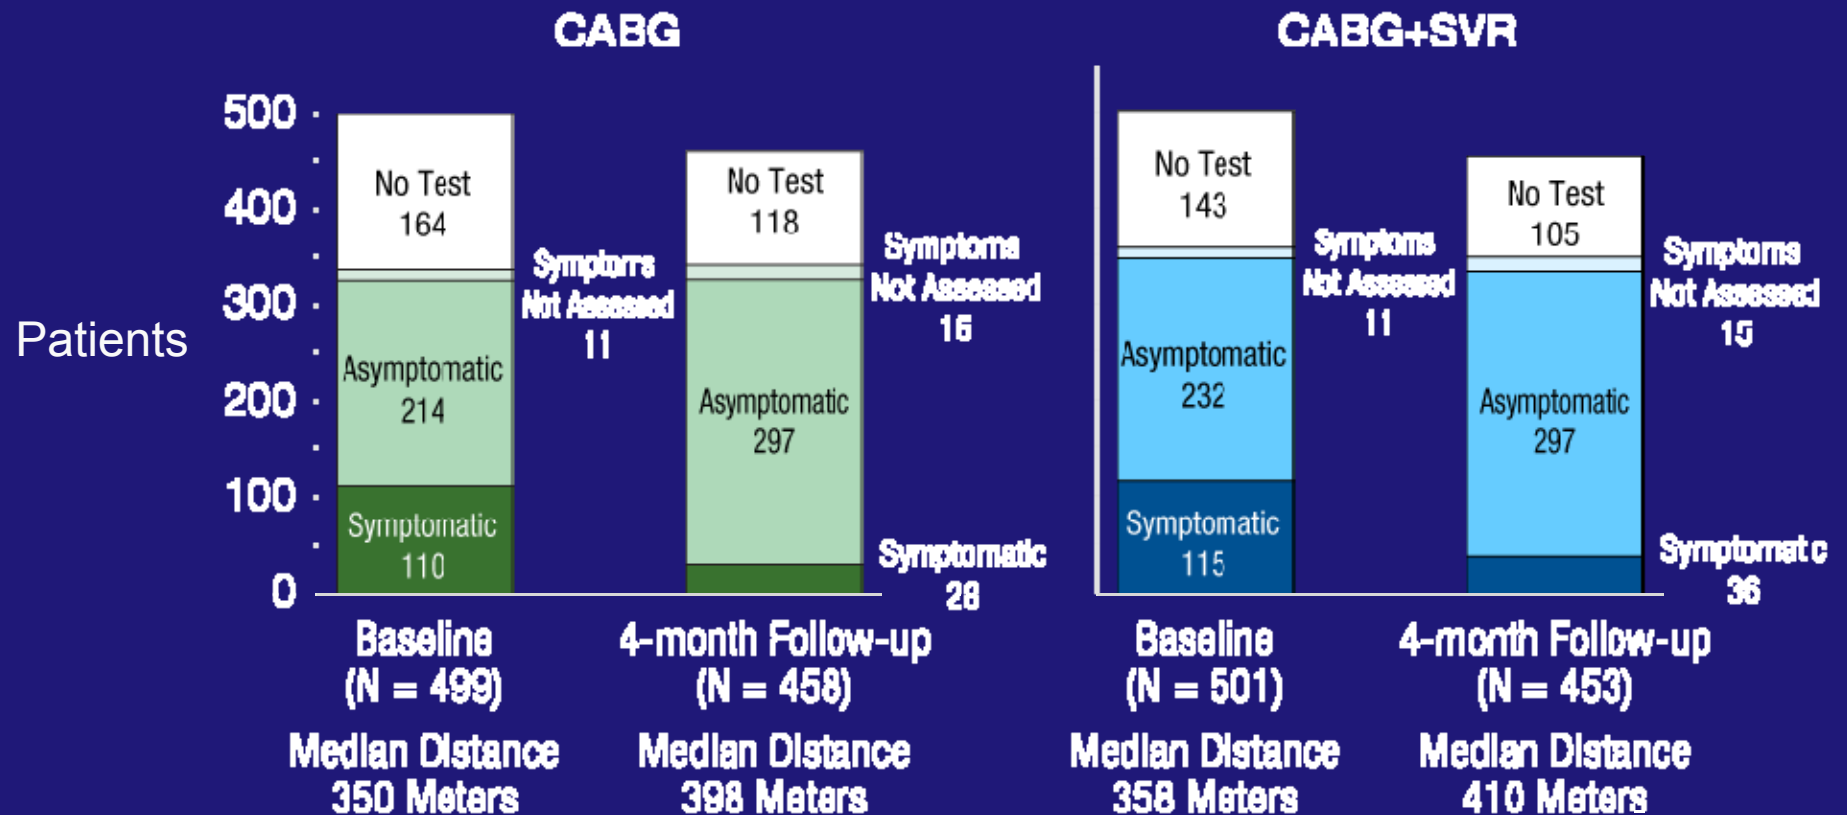 CABG
CABG+SVR
Patients
500
400
300
200
100
0
No Test
164
Symptoms
Not Assessed
11
Asymptomatic
214
Symptomatic
110
Baseline
(N = 499)
Median Distance
350 Meters
No Test
118
Symptoms
Not Assessed
15
Asymptomatic
297
Symptomatic
28
4-month Follow-up
(N = 458)
Median Distance
398 Meters
No Test
143
Symptoms
Not Assessed
11
Asymptomatic
232
Symptomatic
115
Baseline
(N = 501)
Median Distance
358 Meters
No Test
105
Symptoms
Not Assessed
15
Asymptomatic
297
Symptomatic
36
4-month Follow-up
(N = 453)
Median Distance
410 Meters